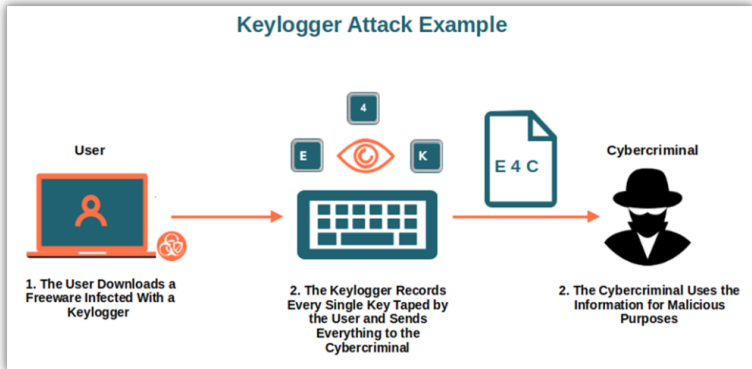 Keylogger Attack Example
4
E
K
User
E 4 C
Cybercriminal
1. The User Downloads a
Freeware Infected With a
Keylogger
2. The Keylogger Records
Every Single Key Taped by
the User and Sends
Everything to the
Cybercriminal
2. The Cybercriminal Uses the
Information for Malicious
Purposes